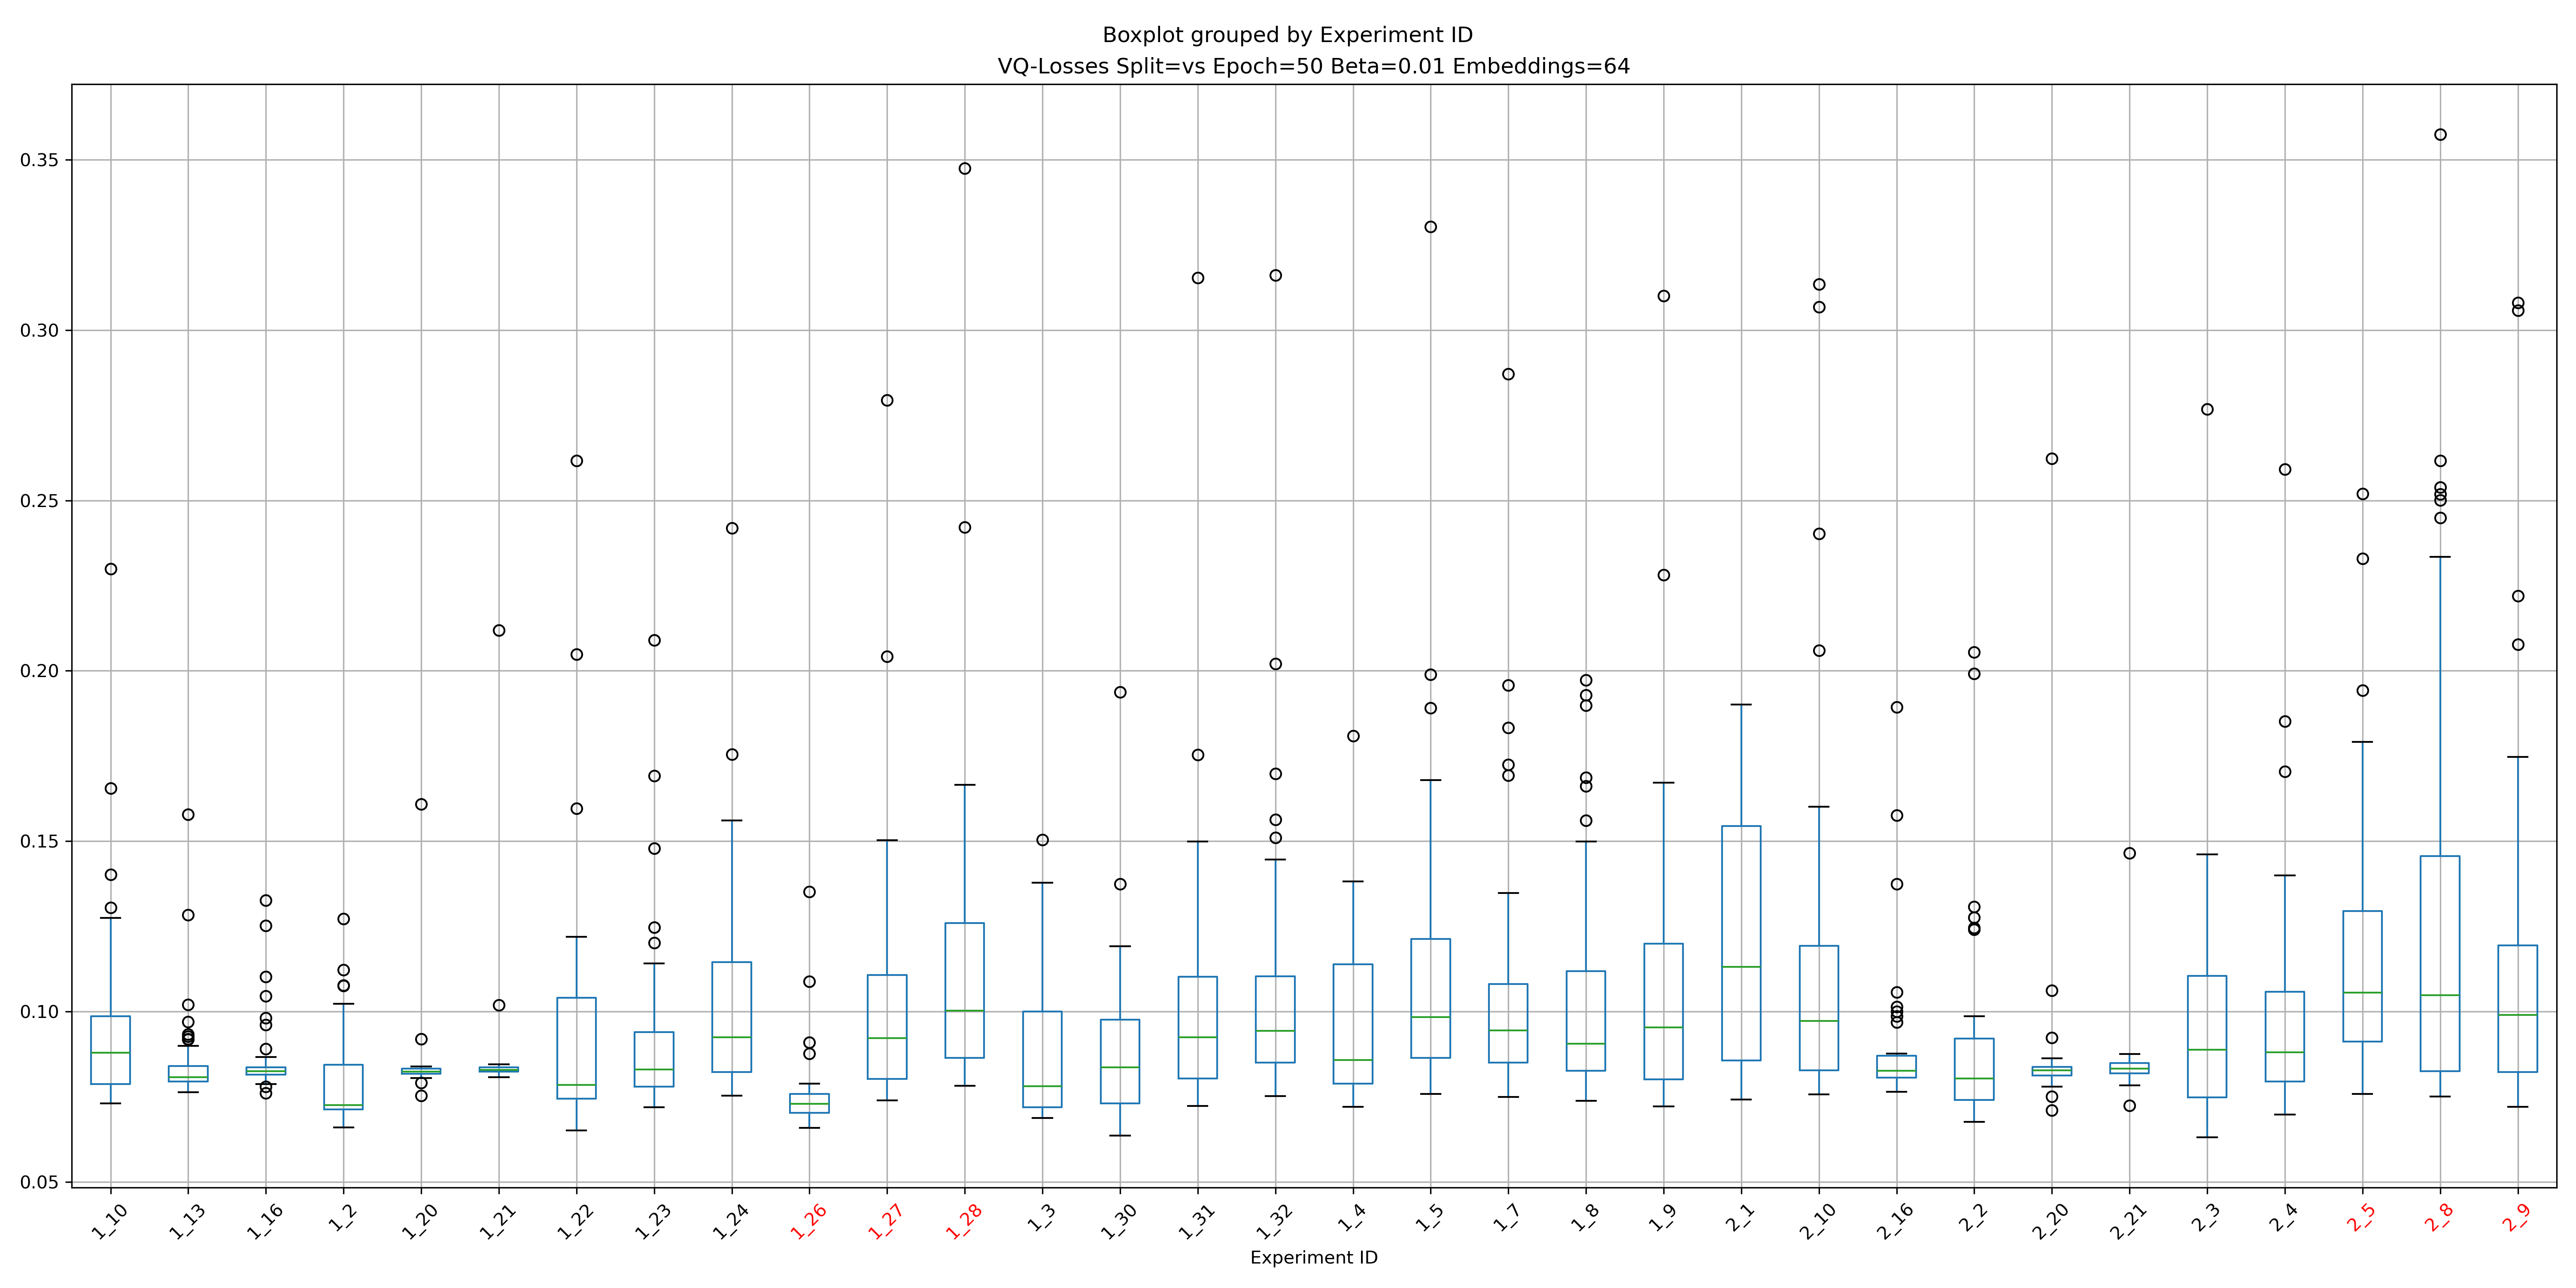 Boxplot grouped by Experiment ID
VQ-Losses Split=vs Epoch=50 Beta=0.01 Embeddings=64
0.35
0.30
0.25
0.20
0.15
0.10
0.05
1_10 1_13 1_16 1_2 1_20 1_21 1_22 1_23 1_24 1_26 1_27 1_28 1_3 1_30 1_31 1_32 1_4 1_5 1_7 1_8 1_9 2_1 2_10 2_16 2_2 2_20 2_21 2_3 2_4 2_5 2_8 2_9
Experiment ID